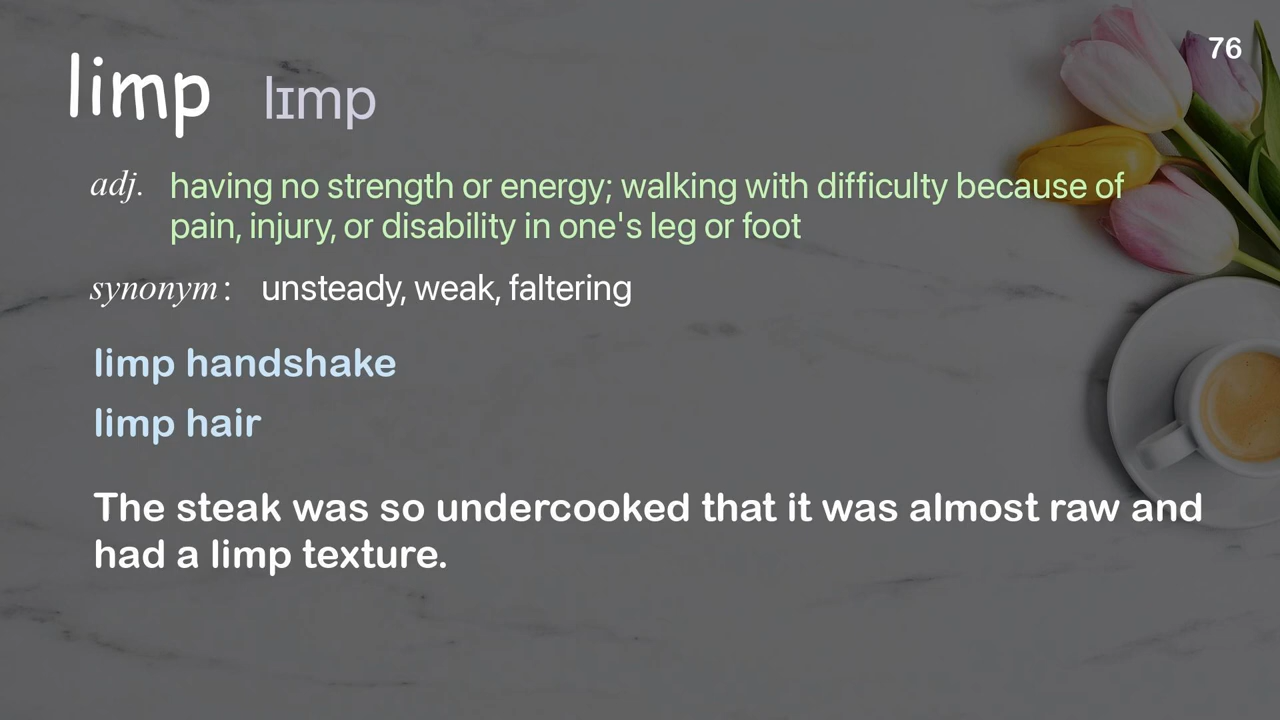 76
limp lɪmp
adj. having no strength or energy; walking with difficulty because of
pain, injury, or disability in one's leg or foot
synonym : unsteady, weak, faltering
limp handshake
limp hair
The steak was so undercooked that it was almost raw and
had a limp texture.